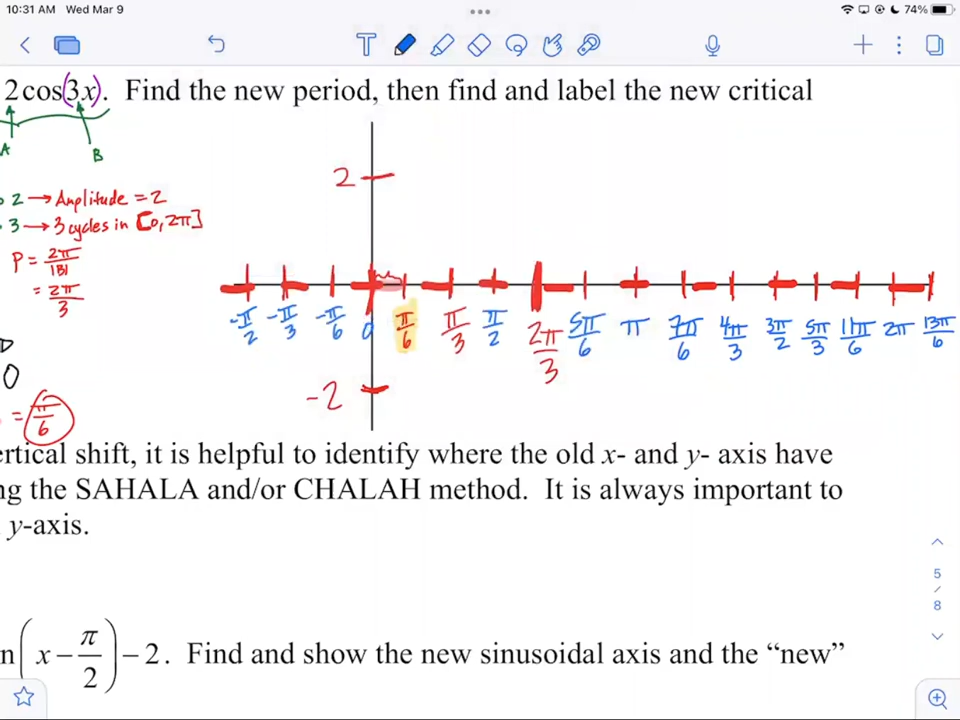 10:31 AM Wed Mar 9
74%
T
2cos(3x). Find the new period, then find and label the new critical
A
B
2 → Amplitude = 2
3 → 3 cycles in [0, 2π]
P = 2π/|B|
= 2π/3
0
= π/6
2
-π/2 -π/3 -π/6 0 π/6 π/3 π/2 2π/3 5π/6 π 7π/6 4π/3 3π/2 5π/3 11π/6 2π 13π/6
-2
ertical shift, it is helpful to identify where the old x- and y- axis have
ng the SAHALA and/or CHALAH method. It is always important to
y-axis.
5
/
8
n(x - π/2) - 2. Find and show the new sinusoidal axis and the “new”